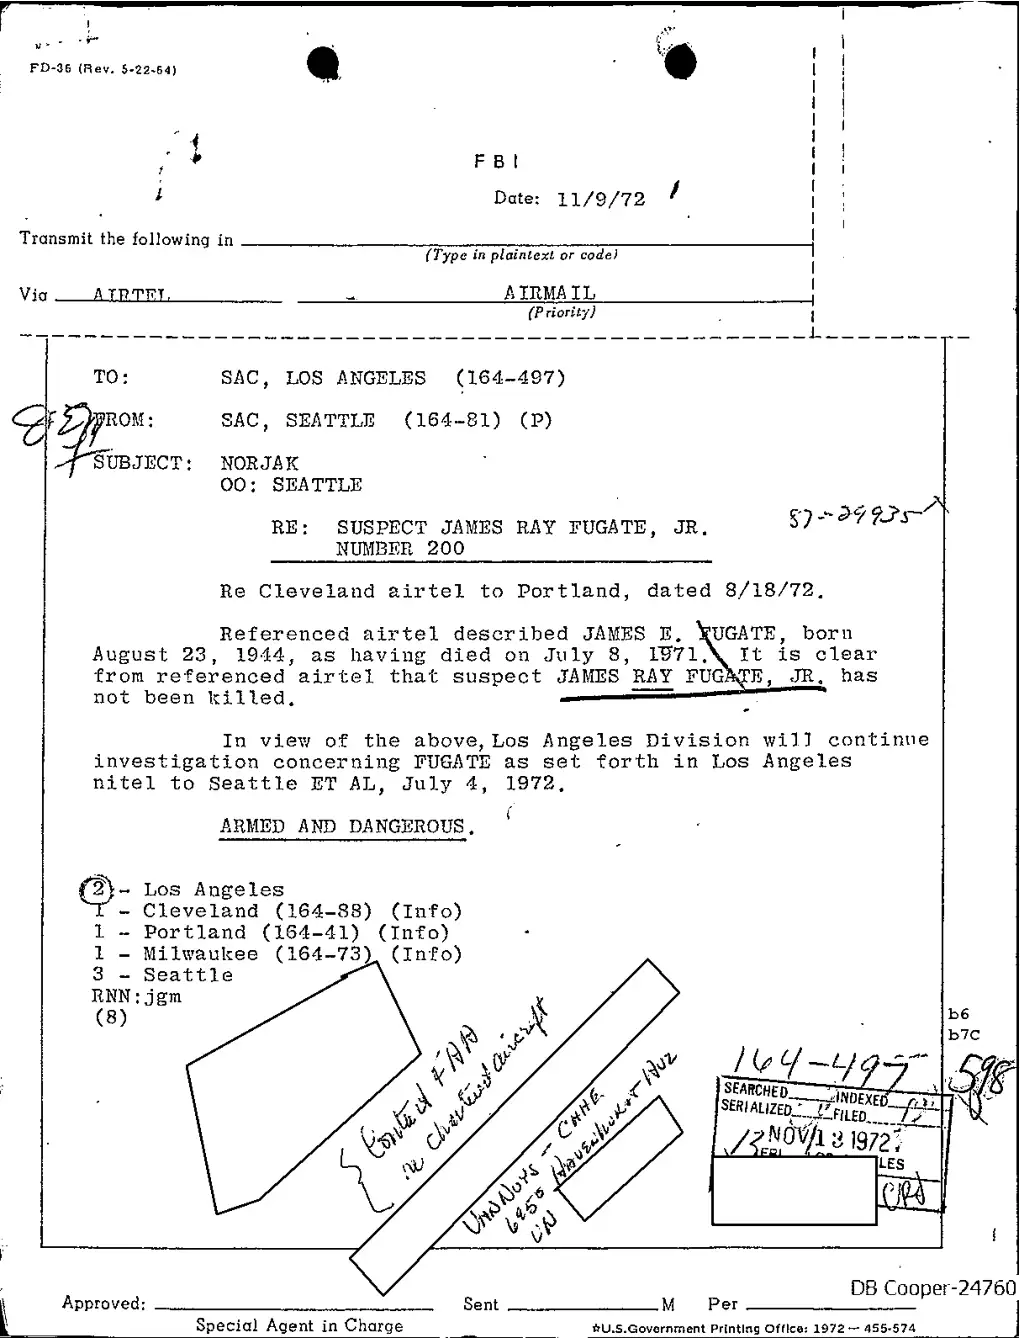 FD-36 (Rev. 5-22-64)
FBI
Date: 11/9/72
Transmit the following in
(Type in plaintext or code)
Via AIRTEL AIRMAIL
(Priority)
TO: SAC, LOS ANGELES (164-497)
FROM: SAC, SEATTLE (164-81) (P)
SUBJECT: NORJAK
OO: SEATTLE
87-29935
RE: SUSPECT JAMES RAY FUGATE, JR.
NUMBER 200
Re Cleveland airtel to Portland, dated 8/18/72.
Referenced airtel described JAMES E. FUGATE, born
August 23, 1944, as having died on July 8, 1971. It is clear
from referenced airtel that suspect JAMES RAY FUGATE, JR. has
not been killed.
In view of the above, Los Angeles Division will continue
investigation concerning FUGATE as set forth in Los Angeles
nitel to Seattle ET AL, July 4, 1972.
ARMED AND DANGEROUS.
2 - Los Angeles
1 - Cleveland (164-88) (Info)
1 - Portland (164-41) (Info)
1 - Milwaukee (164-73) (Info)
3 - Seattle
RNN:jgm
(8)
b6
b7C
Contact FAA
re chartered aircraft
VAN NUYS -
6950 HAVENHURST
VN
164-497-598
SEARCHED INDEXED
SERIALIZED FILED
NOV 13 1972
LES
DB Cooper-24760
Approved: Sent M Per
Special Agent in Charge
☆U.S.Government Printing Office: 1972 — 455-574